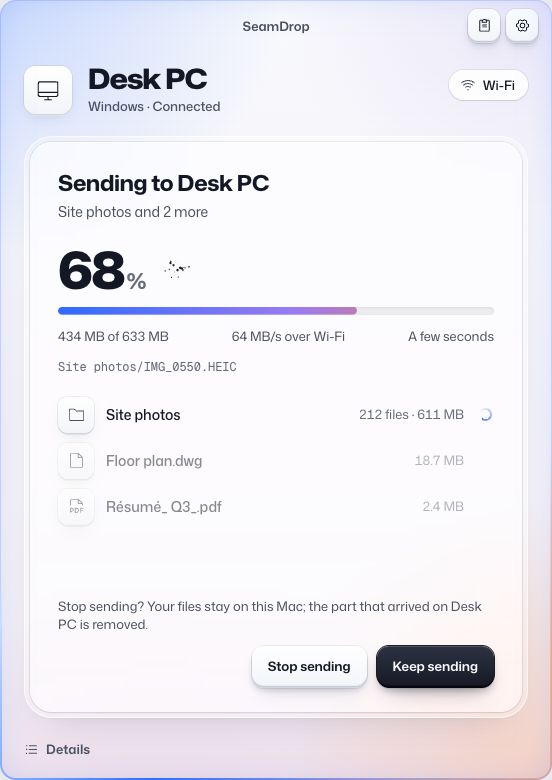 SeamDrop
Desk PC
Windows · Connected
Wi-Fi
Sending to Desk PC
Site photos and 2 more
68%
434 MB of 633 MB
64 MB/s over Wi-Fi
A few seconds
Site photos/IMG_0550.HEIC
Site photos
212 files · 611 MB
Floor plan.dwg
18.7 MB
PDF
Résumé_ Q3_.pdf
2.4 MB
Stop sending? Your files stay on this Mac; the part that arrived on Desk
PC is removed.
Stop sending
Keep sending
Details